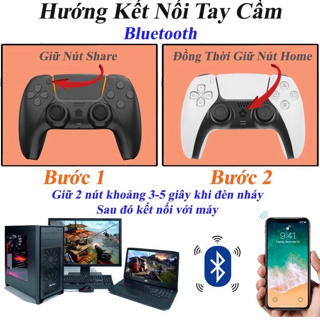 Hướng Kết Nối Tay Cầm
Bluetooth
Giữ Nút Share
Đồng Thời Giữ Nút Home
Bước 1
Bước 2
Giữ 2 nút khoảng 3-5 giây khi đèn nháy
Sau đó kết nối với máy